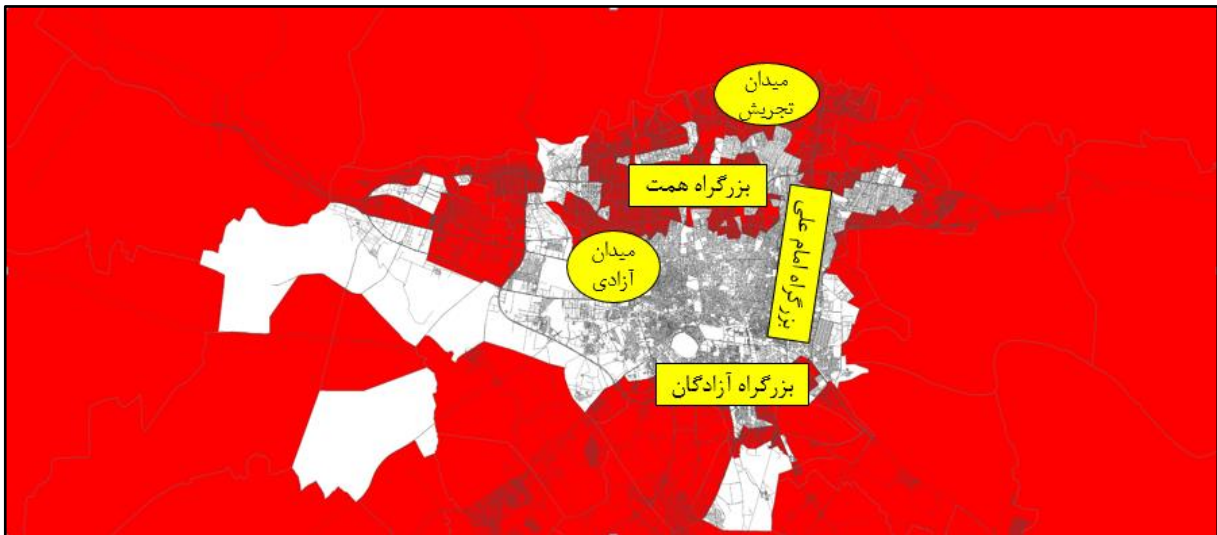 میدان
تجریش
بزرگراه همت
بزرگراه امام علی
میدان
آزادی
بزرگراه آزادگان